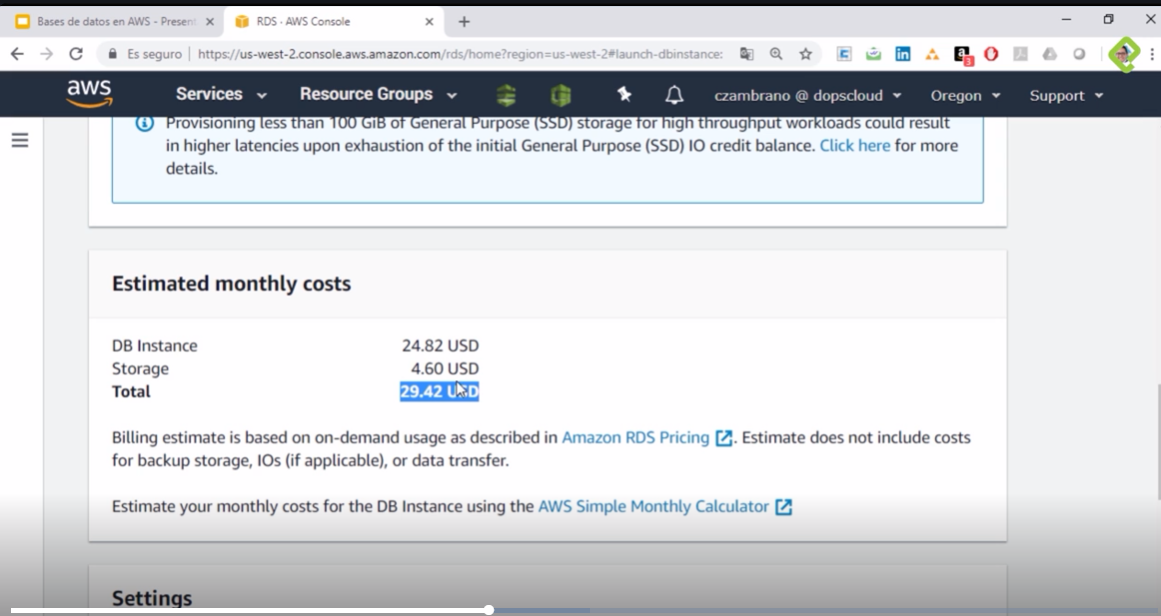 Bases de datos en AWS - Present
RDS - AWS Console
Es seguro | https://us-west-2.console.aws.amazon.com/rds/home?region=us-west-2#launch-dbinstance:
aws Services Resource Groups czambrano @ dopscloud Oregon Support
Provisioning less than 100 GiB of General Purpose (SSD) storage for high throughput workloads could result
in higher latencies upon exhaustion of the initial General Purpose (SSD) IO credit balance. Click here for more
details.
Estimated monthly costs
DB Instance 24.82 USD
Storage 4.60 USD
Total 29.42 USD
Billing estimate is based on on-demand usage as described in Amazon RDS Pricing. Estimate does not include costs
for backup storage, IOs (if applicable), or data transfer.
Estimate your monthly costs for the DB Instance using the AWS Simple Monthly Calculator
Settings